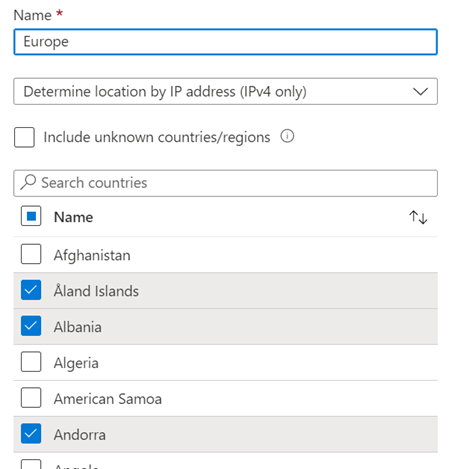 Name *
Europe
Determine location by IP address (IPv4 only)
Include unknown countries/regions
Search countries
Name
Afghanistan
Åland Islands
Albania
Algeria
American Samoa
Andorra